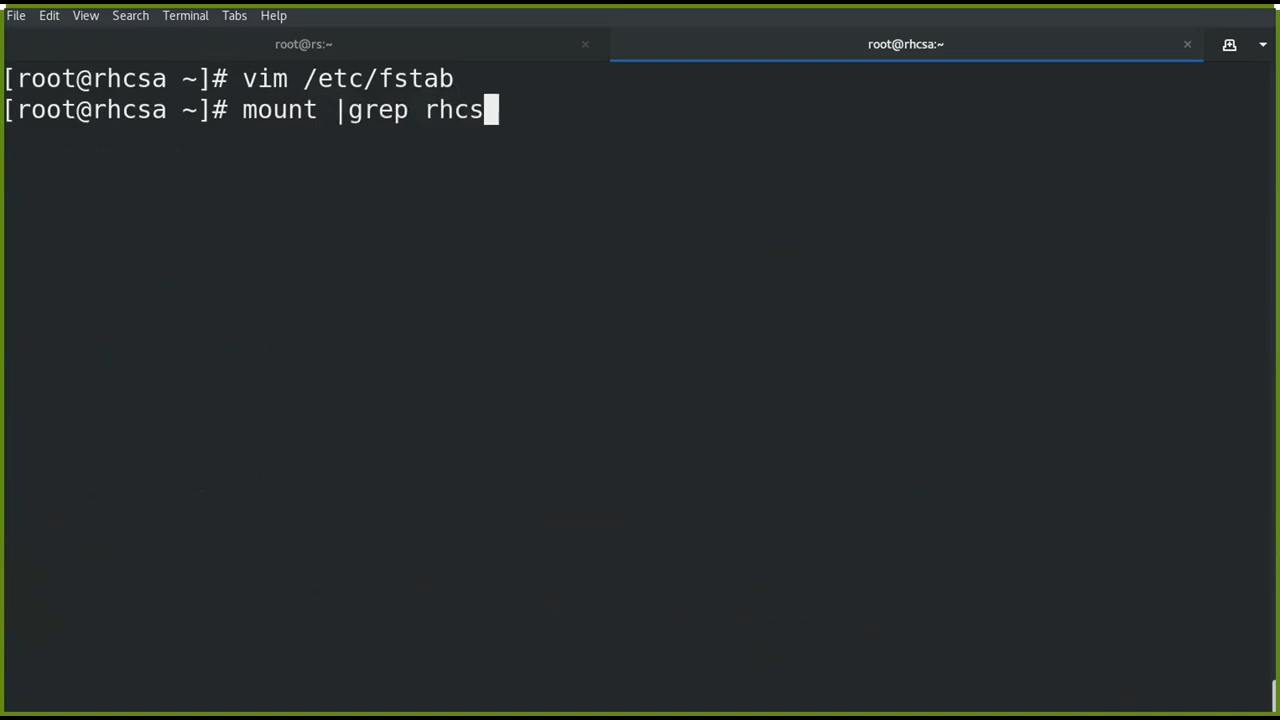 File Edit View Search Terminal Tabs Help
root@rs:~ × root@rhcsa:~ ×
[root@rhcsa ~]# vim /etc/fstab
[root@rhcsa ~]# mount |grep rhcs